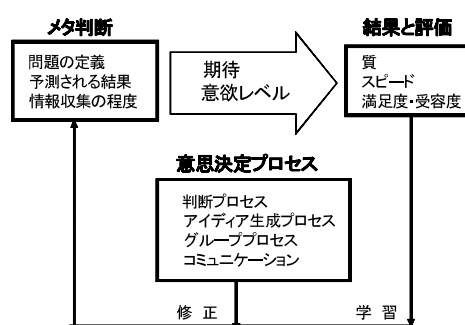 メタ判断
問題の定義
予測される結果
情報収集の程度
期待
意欲レベル
結果と評価
質
スピード
満足度・受容度
意思決定プロセス
判断プロセス
アイディア生成プロセス
グループプロセス
コミュニケーション
修 正
学 習